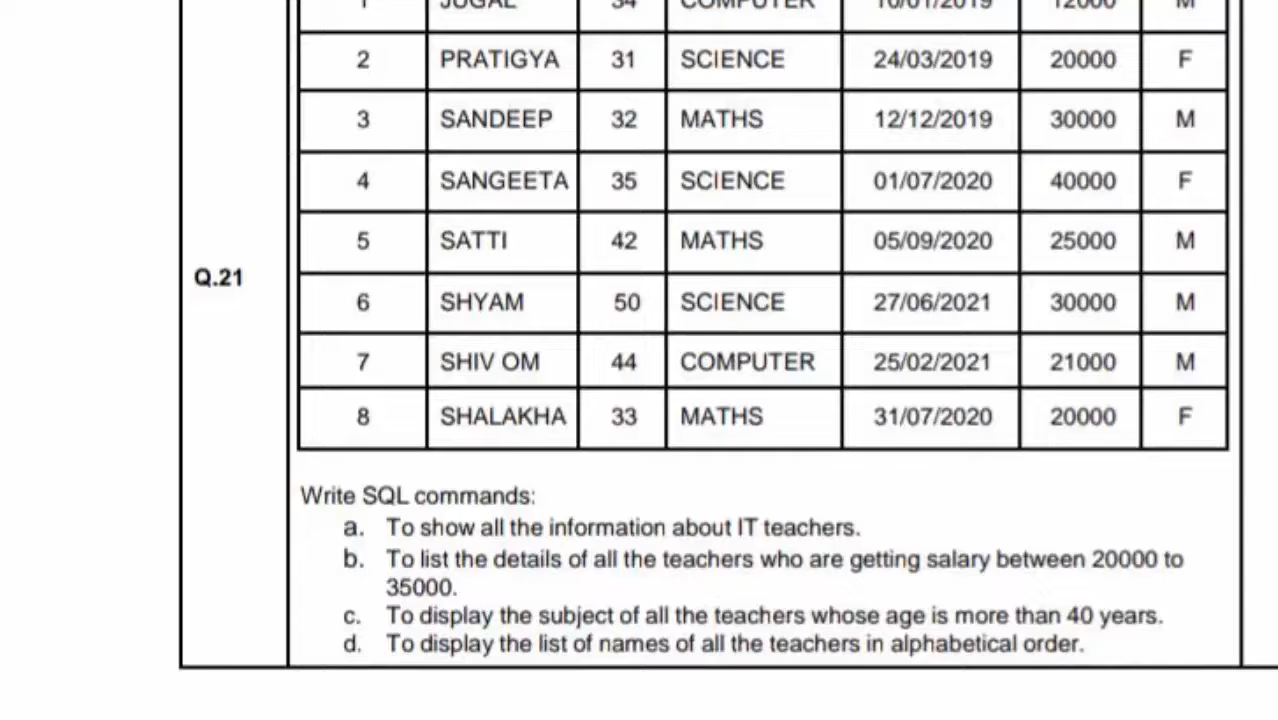 1 JUGAL 34 COMPUTER 10/01/2019 12000 M
2 PRATIGYA 31 SCIENCE 24/03/2019 20000 F
3 SANDEEP 32 MATHS 12/12/2019 30000 M
4 SANGEETA 35 SCIENCE 01/07/2020 40000 F
5 SATTI 42 MATHS 05/09/2020 25000 M
Q.21
6 SHYAM 50 SCIENCE 27/06/2021 30000 M
7 SHIV OM 44 COMPUTER 25/02/2021 21000 M
8 SHALAKHA 33 MATHS 31/07/2020 20000 F
Write SQL commands:
a. To show all the information about IT teachers.
b. To list the details of all the teachers who are getting salary between 20000 to
35000.
c. To display the subject of all the teachers whose age is more than 40 years.
d. To display the list of names of all the teachers in alphabetical order.